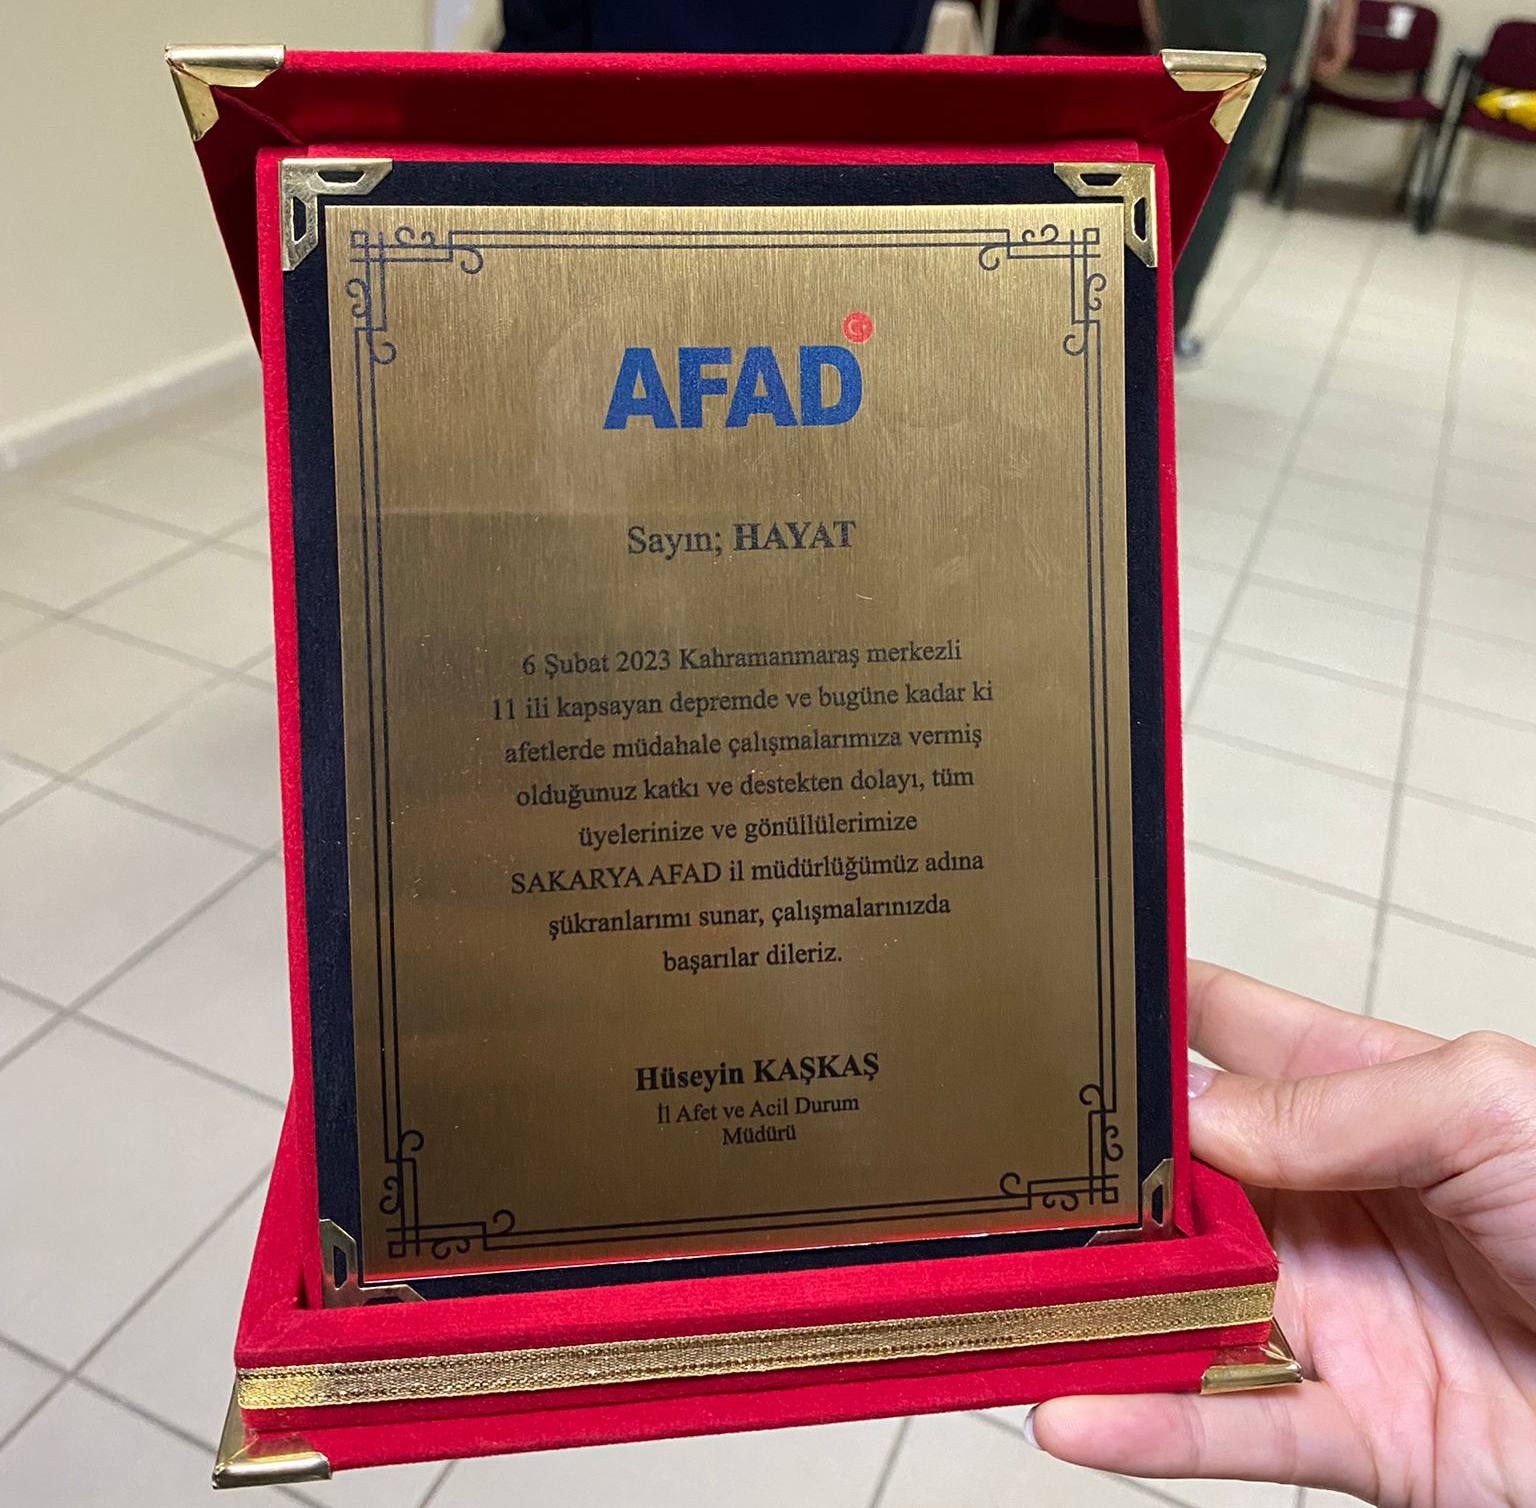 AFAD
Sayın; HAYAT
6 Şubat 2023 Kahramanmaraş merkezli
11 ili kapsayan depremde ve bugüne kadar ki
afetlerde müdahale çalışmalarımıza vermiş
olduğunuz katkı ve destekten dolayı, tüm
üyelerinize ve gönüllülerimize
SAKARYA AFAD il müdürlüğümüz adına
şükranlarımı sunar, çalışmalarınızda
başarılar dileriz.
Hüseyin KAŞKAŞ
İl Afet ve Acil Durum
Müdürü